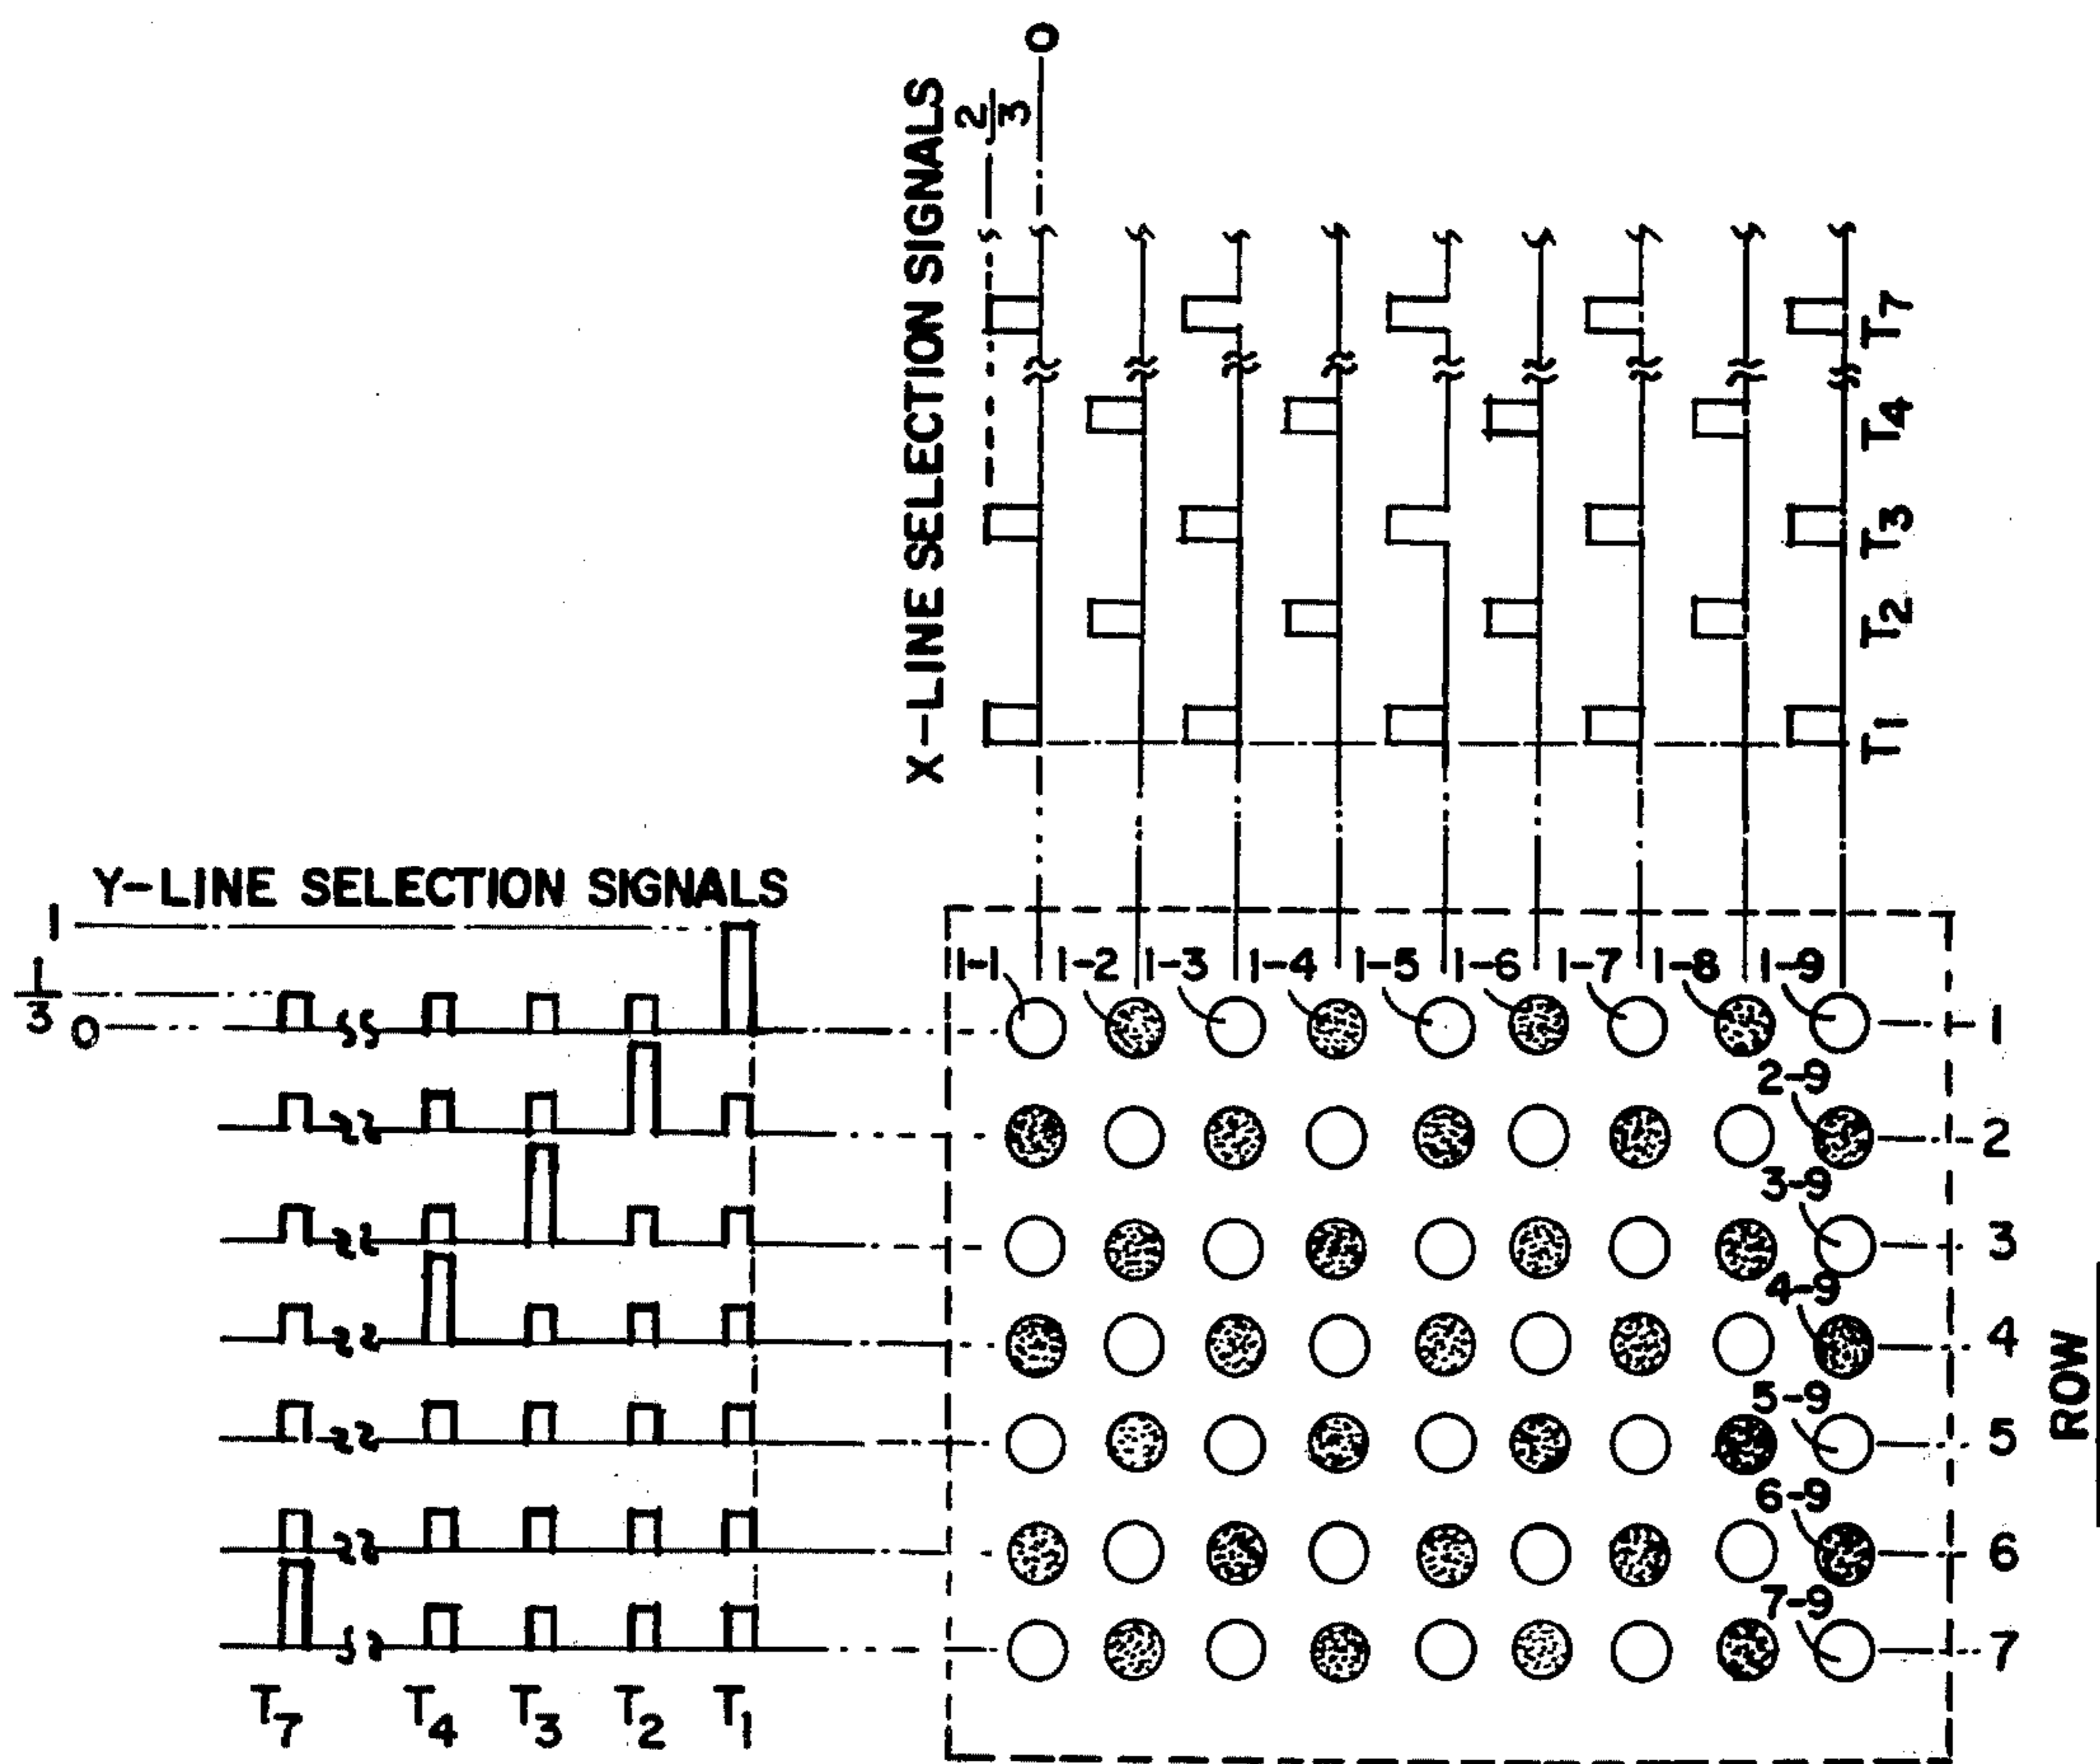 X-LINE SELECTION SIGNALS
2/3
0
T7
T4
T3
T2
T1
Y-LINE SELECTION SIGNALS
1
1/3
0
1-1 1-2 1-3 1-4 1-5 1-6 1-7 1-8 1-9
1
2-9
2
3-9
3
4-9
4
5-9
5
6-9
6
7-9
7
ROW
T7 T4 T3 T2 T1